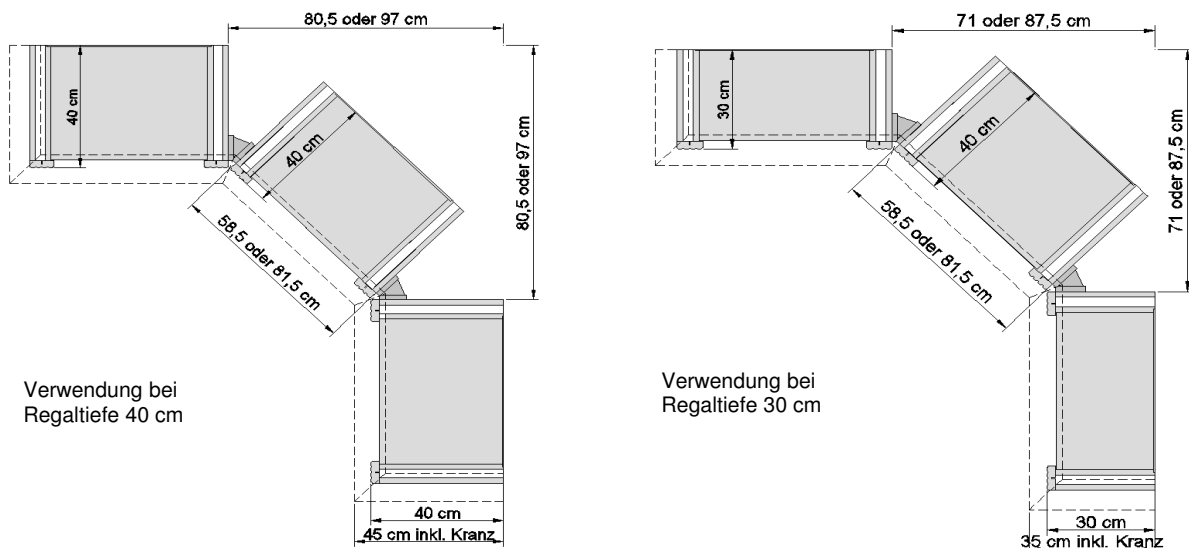 80,5 oder 97 cm
40 cm
40 cm
80,5 oder 97 cm
58,5 oder 81,5 cm
Verwendung bei
Regaltiefe 40 cm
40 cm
45 cm inkl. Kranz
71 oder 87,5 cm
30 cm
40 cm
71 oder 87,5 cm
58,5 oder 81,5 cm
Verwendung bei
Regaltiefe 30 cm
30 cm
35 cm inkl. Kranz